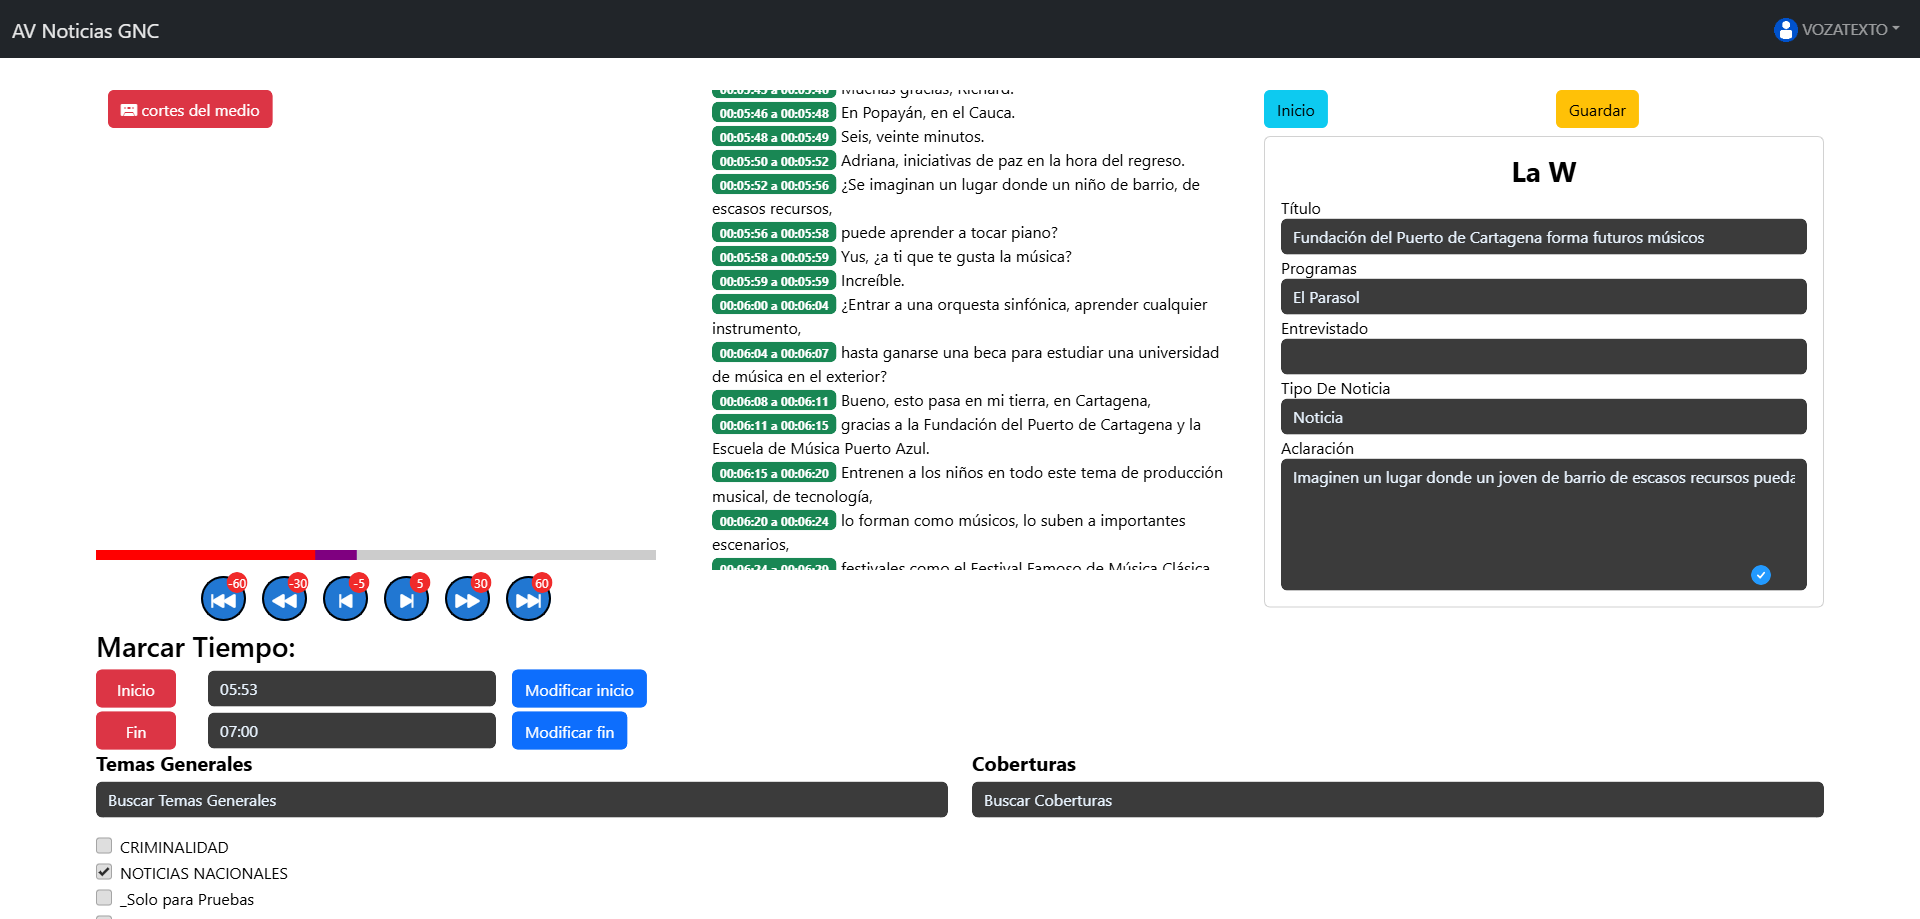 AV Noticias GNC
VOZATEXTO
cortes del medio
-60
-30
-5
5
30
60
Marcar Tiempo:
Inicio
05:53
Modificar inicio
Fin
07:00
Modificar fin
00:05:45 a 00:05:46 Muchas gracias, Richard.
00:05:46 a 00:05:48 En Popayán, en el Cauca.
00:05:48 a 00:05:49 Seis, veinte minutos.
00:05:50 a 00:05:52 Adriana, iniciativas de paz en la hora del regreso.
00:05:52 a 00:05:56 ¿Se imaginan un lugar donde un niño de barrio, de
escasos recursos,
00:05:56 a 00:05:58 puede aprender a tocar piano?
00:05:58 a 00:05:59 Yus, ¿a ti que te gusta la música?
00:05:59 a 00:05:59 Increíble.
00:06:00 a 00:06:04 ¿Entrar a una orquesta sinfónica, aprender cualquier
instrumento,
00:06:04 a 00:06:07 hasta ganarse una beca para estudiar una universidad
de música en el exterior?
00:06:08 a 00:06:11 Bueno, esto pasa en mi tierra, en Cartagena,
00:06:11 a 00:06:15 gracias a la Fundación del Puerto de Cartagena y la
Escuela de Música Puerto Azul.
00:06:15 a 00:06:20 Entrenen a los niños en todo este tema de producción
musical, de tecnología,
00:06:20 a 00:06:24 lo forman como músicos, lo suben a importantes
escenarios,
00:06:24 a 00:06:29 festivales como el Festival Famoso de Música Clásica
Inicio
Guardar
La W
Título
Fundación del Puerto de Cartagena forma futuros músicos
Programas
El Parasol
Entrevistado
Tipo De Noticia
Noticia
Aclaración
Imaginen un lugar donde un joven de barrio de escasos recursos pueda
Temas Generales
Buscar Temas Generales
CRIMINALIDAD
NOTICIAS NACIONALES
_Solo para Pruebas
Coberturas
Buscar Coberturas